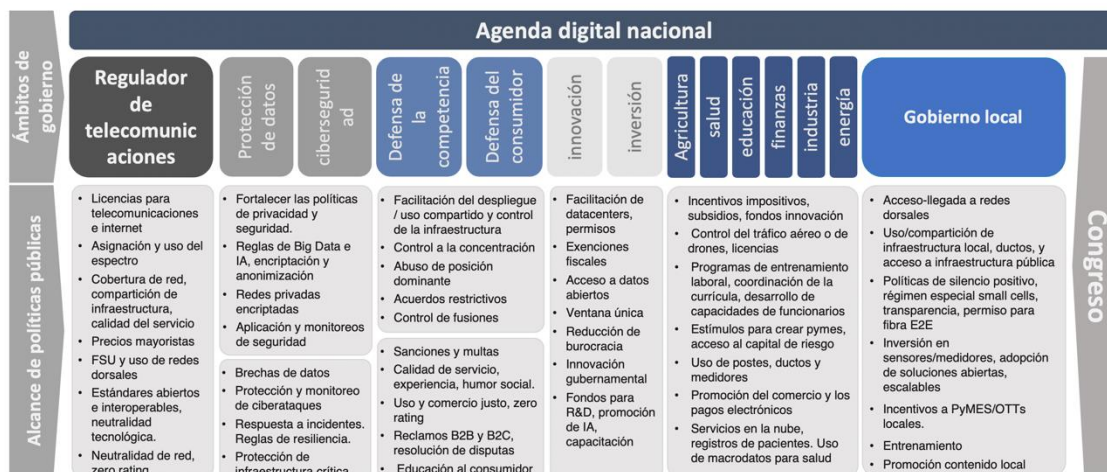 Agenda digital nacional
Ámbitos de
gobierno
Regulador
de
telecomunic
aciones
Protección
de datos
cibersegurid
ad
Defensa de
la
competencia
Defensa del
consumidor
innovación
inversión
Agricultura
salud
educación
finanzas
industria
energía
Gobierno local
Congreso
Alcance de políticas públicas
• Licencias para
telecomunicaciones
e internet
• Asignación y uso del
espectro
• Cobertura de red,
compartición de
infraestructura,
calidad del servicio
• Precios mayoristas
• FSU y uso de redes
dorsales
• Estándares abiertos
e interoperables,
neutralidad
tecnológica.
• Neutralidad de red,
zero rating
• Fortalecer las políticas
de privacidad y
seguridad.
• Reglas de Big Data e
IA, encriptación y
anonimización
• Redes privadas
encriptadas
• Aplicación y monitoreos
de seguridad
• Brechas de datos
• Protección y monitoreo
de ciberataques
• Respuesta a incidentes.
Reglas de resiliencia.
• Protección de
infraestructura crítica
• Facilitación del despliegue
/ uso compartido y control
de la infraestructura
• Control a la concentración
• Abuso de posición
dominante
• Acuerdos restrictivos
• Control de fusiones
• Sanciones y multas
• Calidad de servicio,
experiencia, humor social.
• Uso y comercio justo, zero
rating
• Reclamos B2B y B2C,
resolución de disputas
• Educación al consumidor
• Facilitación de
datacenters,
permisos
• Exenciones
fiscales
• Acceso a datos
abiertos
• Ventana única
• Reducción de
burocracia
• Innovación
gubernamental
• Fondos para
R&D, promoción
de IA,
capacitación
• Incentivos impositivos,
subsidios, fondos innovación
• Control del tráfico aéreo o de
drones, licencias
• Programas de entrenamiento
laboral, coordinación de la
currícula, desarrollo de
capacidades de funcionarios
• Estímulos para crear pymes,
acceso al capital de riesgo
• Uso de postes, ductos y
medidores
• Promoción del comercio y los
pagos electrónicos
• Servicios en la nube,
registros de pacientes. Uso
de macrodatos para salud
• Acceso-llegada a redes
dorsales
• Uso/compartición de
infraestructura local, ductos, y
acceso a infraestructura pública
• Políticas de silencio positivo,
régimen especial small cells,
transparencia, permiso para
fibra E2E
• Inversión en
sensores/medidores, adopción
de soluciones abiertas,
escalables
• Incentivos a PyMES/OTTs
locales.
• Entrenamiento
• Promoción contenido local